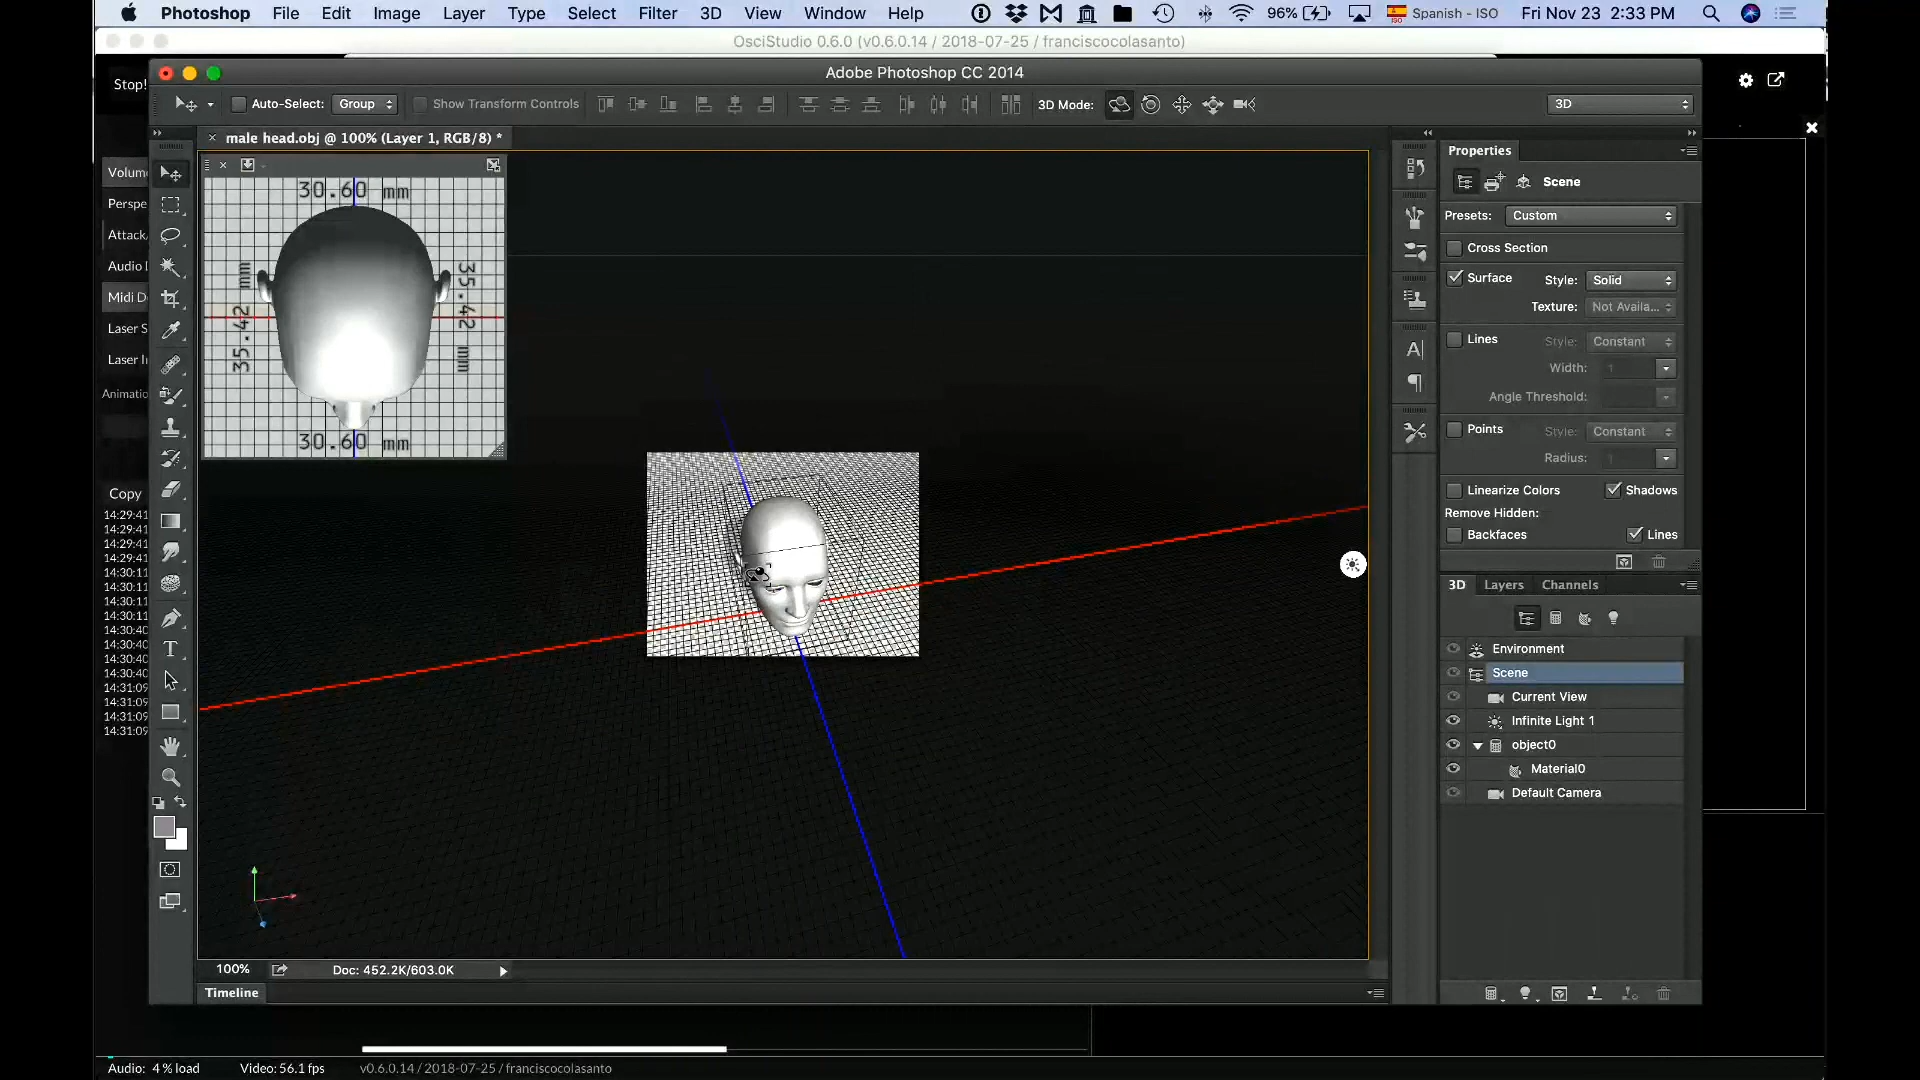 Photoshop File Edit Image Layer Type Select Filter 3D View Window Help 96% Spanish - ISO Fri Nov 23 2:33 PM
OsciStudio 0.6.0 (v0.6.0.14 / 2018-07-25 / franciscocolasanto)
Adobe Photoshop CC 2014
Stop!
Auto-Select: Group Show Transform Controls 3D Mode: 3D
male head.obj @ 100% (Layer 1, RGB/8) *
Volum
Perspe
Attack
Audio
Midi D
Laser S
Laser I
Animatio
Copy
14:29:41
14:29:41
14:29:41
14:29:41
14:30:11
14:30:11
14:30:11
14:30:11
14:30:40
14:30:40
14:30:40
14:30:40
14:31:09
14:31:09
14:31:09
14:31:09
30.60 mm
35.42 mm
35.42 mm
30.60 mm
Properties
Scene
Presets: Custom
Cross Section
Surface Style: Solid
Texture: Not Availa...
Lines Style: Constant
Width: 1
Angle Threshold:
Points Style: Constant
Radius: 1
Linearize Colors Shadows
Remove Hidden:
Backfaces Lines
3D Layers Channels
Environment
Scene
Current View
Infinite Light 1
object0
Material0
Default Camera
100% Doc: 452.2K/603.0K
Timeline
Audio: 4 % load Video: 56.1 fps v0.6.0.14 / 2018-07-25 / franciscocolasanto